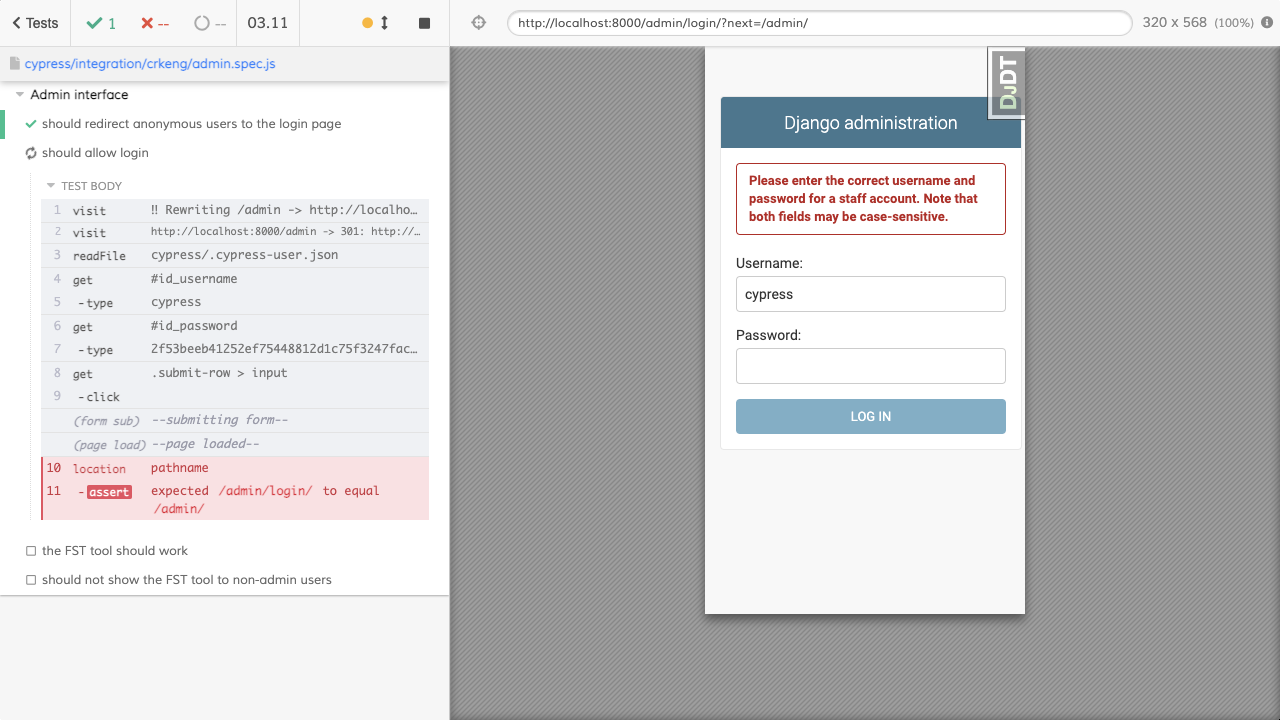 Tests 1 -- -- 03.11
http://localhost:8000/admin/login/?next=/admin/ 320 x 568 (100%)
cypress/integration/crkeng/admin.spec.js
Admin interface
should redirect anonymous users to the login page
should allow login
TEST BODY
1 visit !! Rewriting /admin -> http://localho…
2 visit http://localhost:8000/admin -> 301: http://…
3 readFile cypress/.cypress-user.json
4 get #id_username
5 -type cypress
6 get #id_password
7 -type 2f53beeb41252ef75448812d1c75f3247fac…
8 get .submit-row > input
9 -click
(form sub) --submitting form--
(page load) --page loaded--
10 location pathname
11 -assert expected /admin/login/ to equal
/admin/
the FST tool should work
should not show the FST tool to non-admin users
DJDT
Django administration
Please enter the correct username and
password for a staff account. Note that
both fields may be case-sensitive.
Username:
cypress
Password:
LOG IN